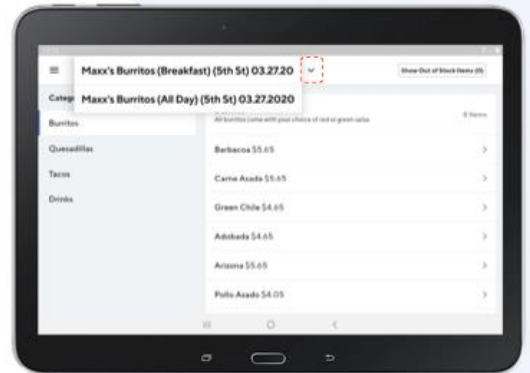 Maxx's Burritos (Breakfast) (5th St) 03.27.20
Show Out of Stock Items (0)
Maxx's Burritos (All Day) (5th St) 03.27.2020
Categ
Burritos
Quesadillas
Tacos
Drinks
All burritos come with your choice of red or green salsa.
8 Items
Barbacoa $5.65
Carne Asada $5.65
Green Chile $4.65
Adobada $4.65
Arizona $5.65
Pollo Asado $4.05